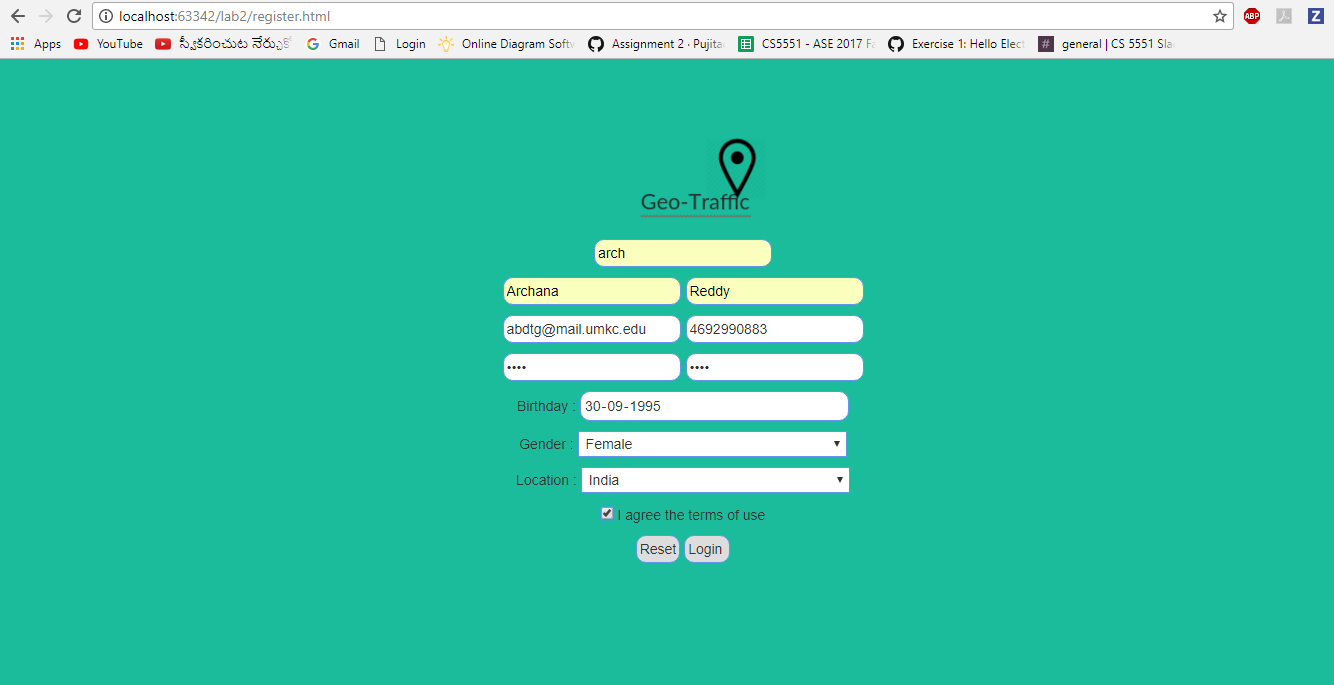 localhost:63342/lab2/register.html
ABP
Z
Apps YouTube స్వీకరించుట Gmail Login Online Diagram Softw Assignment 2 · Pujita CS5551 - ASE 2017 Fa Exercise 1: Hello Elect # general | CS 5551 Sla
Geo-Traffic
arch
Archana Reddy
abdtg@mail.umkc.edu 4692990883
•••• ••••
Birthday : 30-09-1995
Gender : Female
Location : India
I agree the terms of use
Reset Login